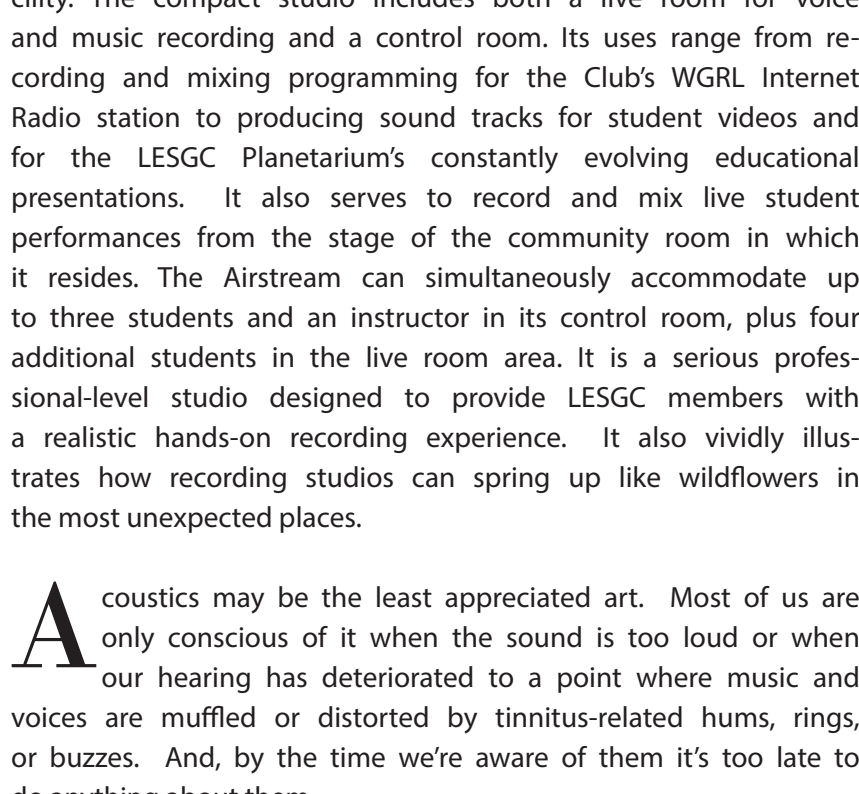 cility. The compact studio includes both a live room for voice
and music recording and a control room. Its uses range from re-
cording and mixing programming for the Club's WGRL Internet
Radio station to producing sound tracks for student videos and
for the LESGC Planetarium's constantly evolving educational
presentations.  It also serves to record and mix live student
performances from the stage of the community room in which
it resides. The Airstream can simultaneously accommodate up
to three students and an instructor in its control room, plus four
additional students in the live room area. It is a serious profes-
sional-level studio designed to provide LESGC members with
a realistic hands-on recording experience.  It also vividly illus-
trates how recording studios can spring up like wildflowers in
the most unexpected places.
Acoustics may be the least appreciated art.  Most of us are
only conscious of it when the sound is too loud or when
our hearing has deteriorated to a point where music and
voices are muffled or distorted by tinnitus-related hums, rings,
or buzzes.  And, by the time we're aware of them it's too late to
do anything about them.